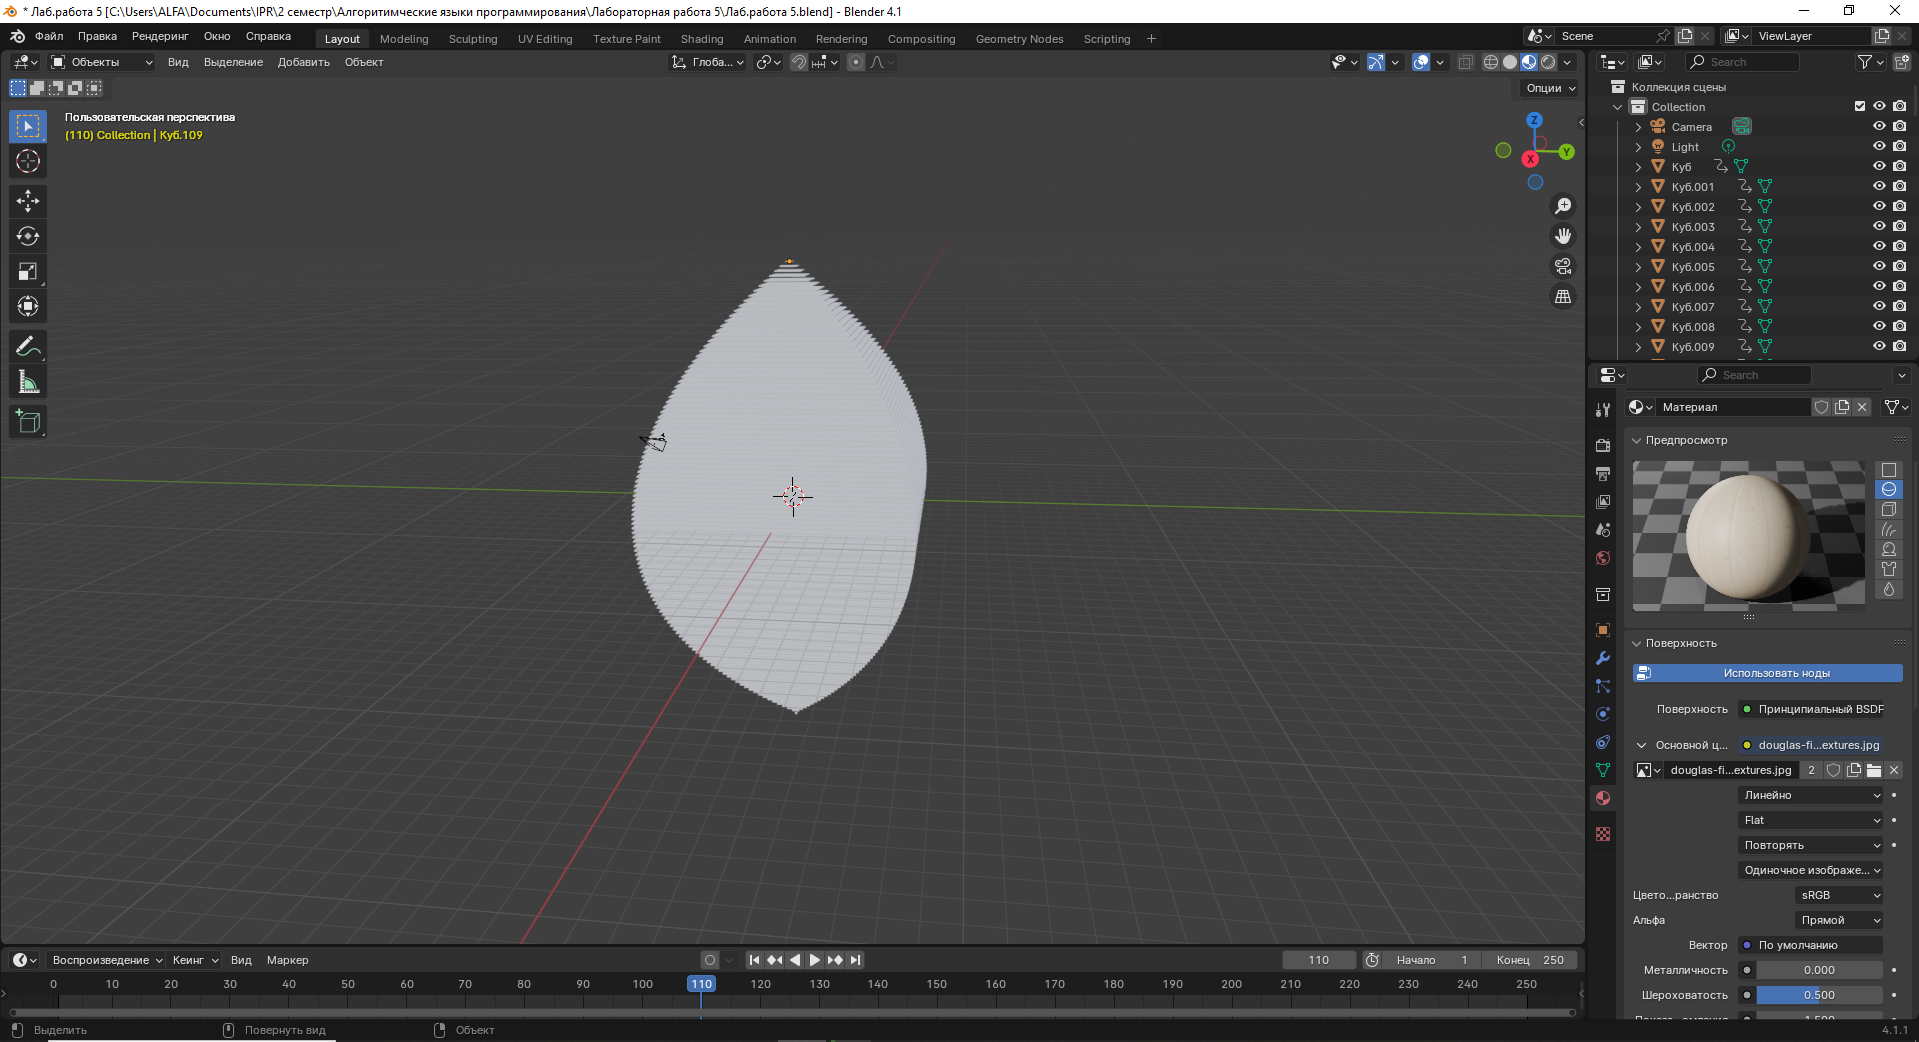 * Лаб.работа 5 [C:\Users\ALFA\Documents\IPR\2 семестр\Алгоритимческие языки программирования\Лабораторная работа 5\Лаб.работа 5.blend] - Blender 4.1
Файл Правка Рендеринг Окно Справка Layout Modeling Sculpting UV Editing Texture Paint Shading Animation Rendering Compositing Geometry Nodes Scripting + Scene ViewLayer
Объекты Вид Выделение Добавить Объект Глоба... Search
Опции
Пользовательская перспектива
(110) Collection | Куб.109
Z
Y
X
Коллекция сцены
Collection
Camera
Light
Куб
Куб.001
Куб.002
Куб.003
Куб.004
Куб.005
Куб.006
Куб.007
Куб.008
Куб.009
Search
Материал
Предпросмотр
Поверхность
Использовать ноды
Поверхность Принципиальный BSDF
Основной ц... douglas-fi...extures.jpg
douglas-fi...extures.jpg 2
Линейно
Flat
Повторять
Одиночное изображе...
Цвето...ранство sRGB
Альфа Прямой
Вектор По умолчанию
Металличность 0.000
Шероховатость 0.500
Воспроизведение Кеинг Вид Маркер 110 Начало 1 Конец 250
0 10 20 30 40 50 60 70 80 90 100 110 120 130 140 150 160 170 180 190 200 210 220 230 240 250
Выделить Повернуть вид Объект 4.1.1